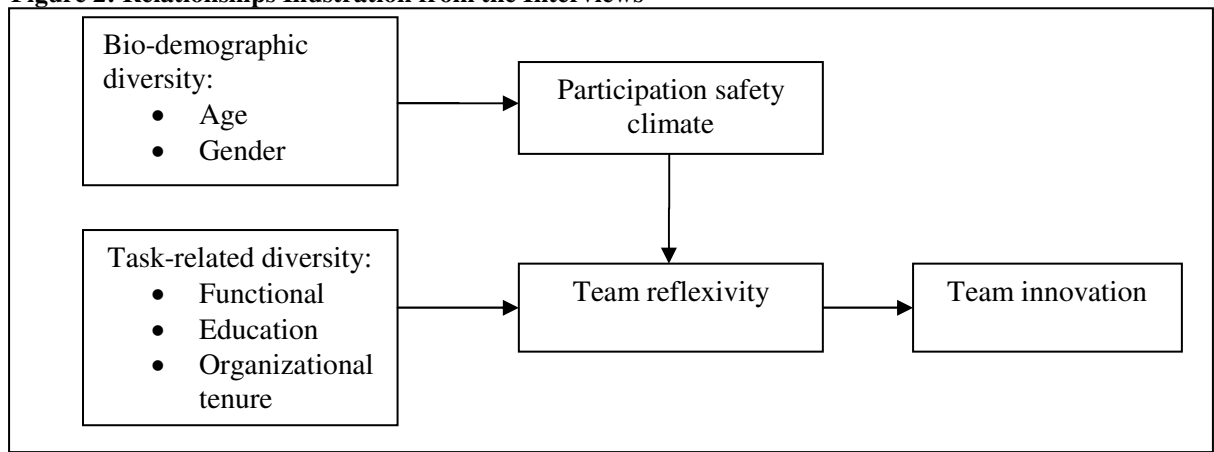 Figure 2: Relationships Illustration from the Interviews
Bio-demographic
diversity:
• Age
• Gender
Participation safety
climate
Task-related diversity:
• Functional
• Education
• Organizational
tenure
Team reflexivity
Team innovation